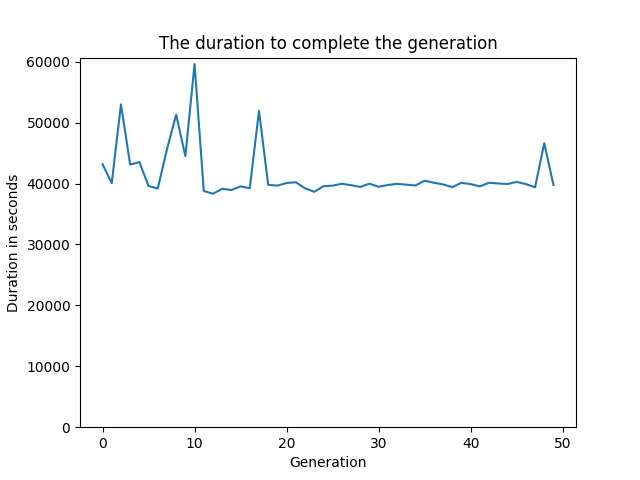 The duration to complete the generation
60000
50000
40000
30000
20000
10000
0
Duration in seconds
0 10 20 30 40 50
Generation